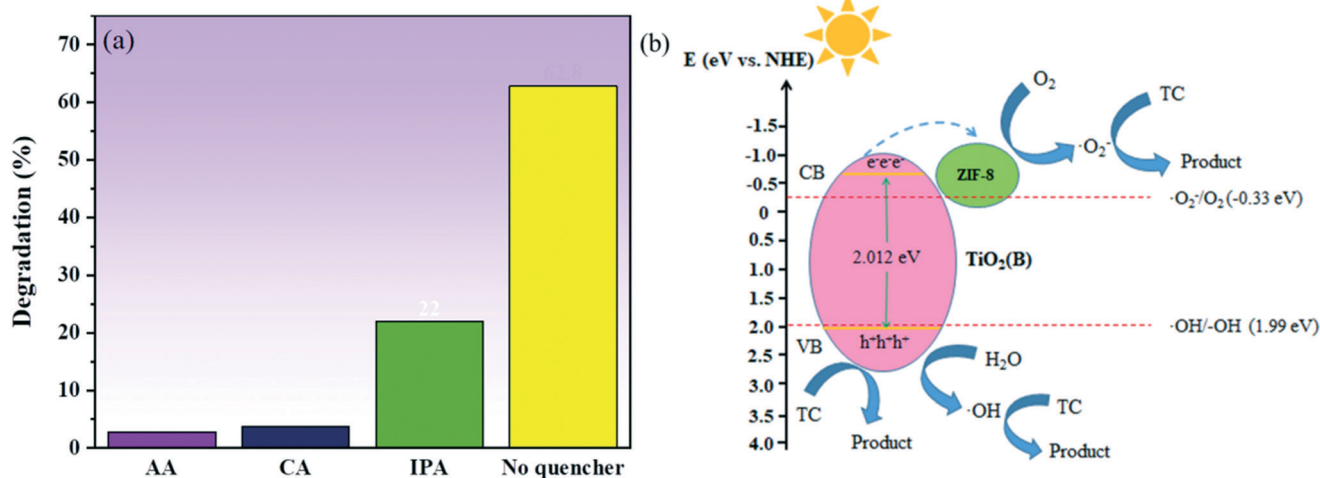 (a)
Degradation (%)
70
60
50
40
30
20
10
0
62.8
22
AA
CA
IPA
No quencher
(b)
E (eV vs. NHE)
-1.5
-1.0
-0.5
0
0.5
1.0
1.5
2.0
2.5
3.0
3.5
4.0
CB
VB
e⁻e⁻e⁻
ZIF-8
O₂
·O₂⁻
TC
Product
·O₂⁻/O₂ (-0.33 eV)
2.012 eV
TiO₂(B)
·OH/-OH (1.99 eV)
h⁺h⁺h⁺
H₂O
TC
Product
·OH
TC
Product